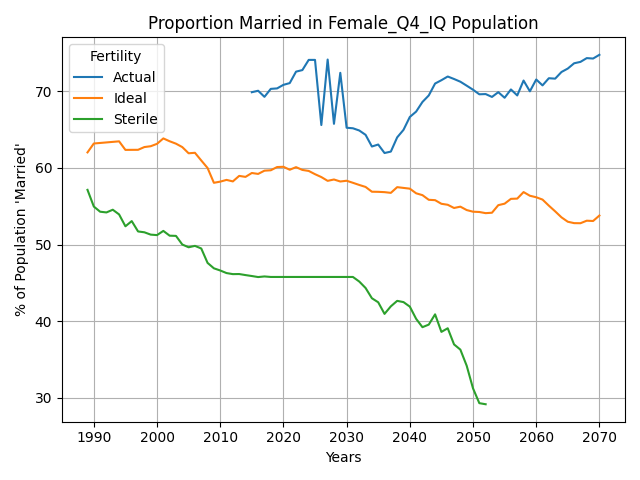 Proportion Married in Female_Q4_IQ Population
Fertility
Actual
Ideal
Sterile
% of Population 'Married'
70
60
50
40
30
1990 2000 2010 2020 2030 2040 2050 2060 2070
Years